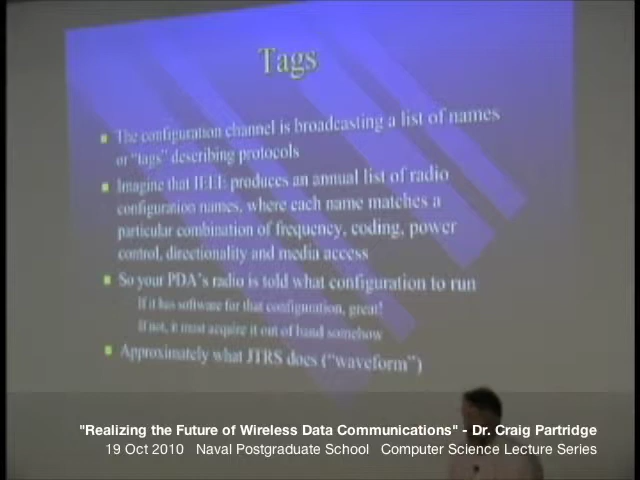 Tags
The configuration channel is broadcasting a list of names
or "tags" describing protocols
Imagine that IEEE produces an annual list of radio
configuration names, where each name matches a
particular combination of frequency, coding, power
control, directionality and media access
So your PDA's radio is told what configuration to run
If it has software for that configuration, great!
If not, it must acquire it out of band somehow
Approximately what JTRS does ("waveform")
"Realizing the Future of Wireless Data Communications" - Dr. Craig Partridge
19 Oct 2010 Naval Postgraduate School Computer Science Lecture Series